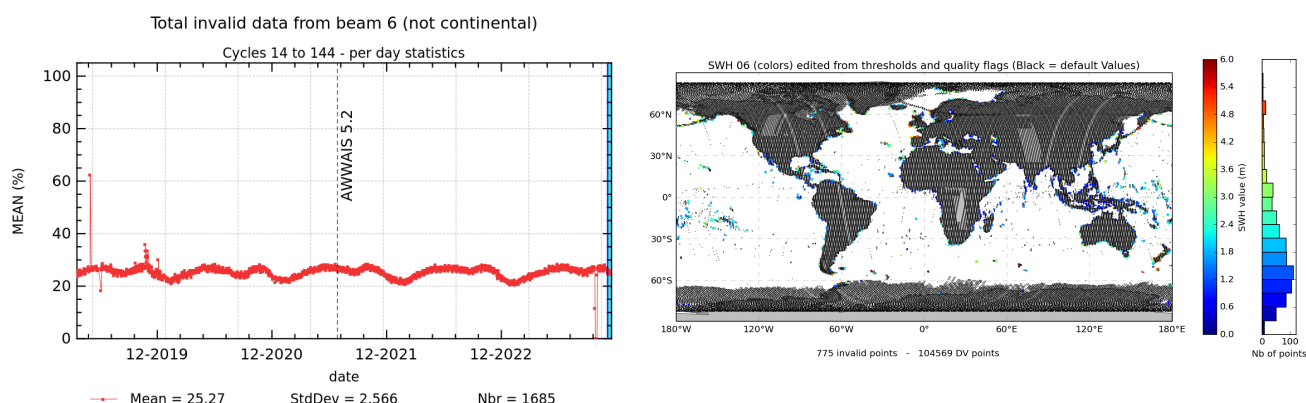 Total invalid data from beam 6 (not continental)
Cycles 14 to 144 - per day statistics
100
80
60
40
20
0
MEAN (%)
AWWAIS 5.2
12-2019 12-2020 12-2021 12-2022
date
Mean = 25.27 StdDev = 2.566 Nbr = 1685
SWH 06 (colors) edited from thresholds and quality flags (Black = default Values)
60°N
30°N
0°
30°S
60°S
180°W 120°W 60°W 0° 60°E 120°E 180°E
775 invalid points - 104569 DV points
6.0
5.4
4.8
4.2
3.6
3.0
2.4
1.8
1.2
0.6
0.0
SWH value (m)
0 100
Nb of points